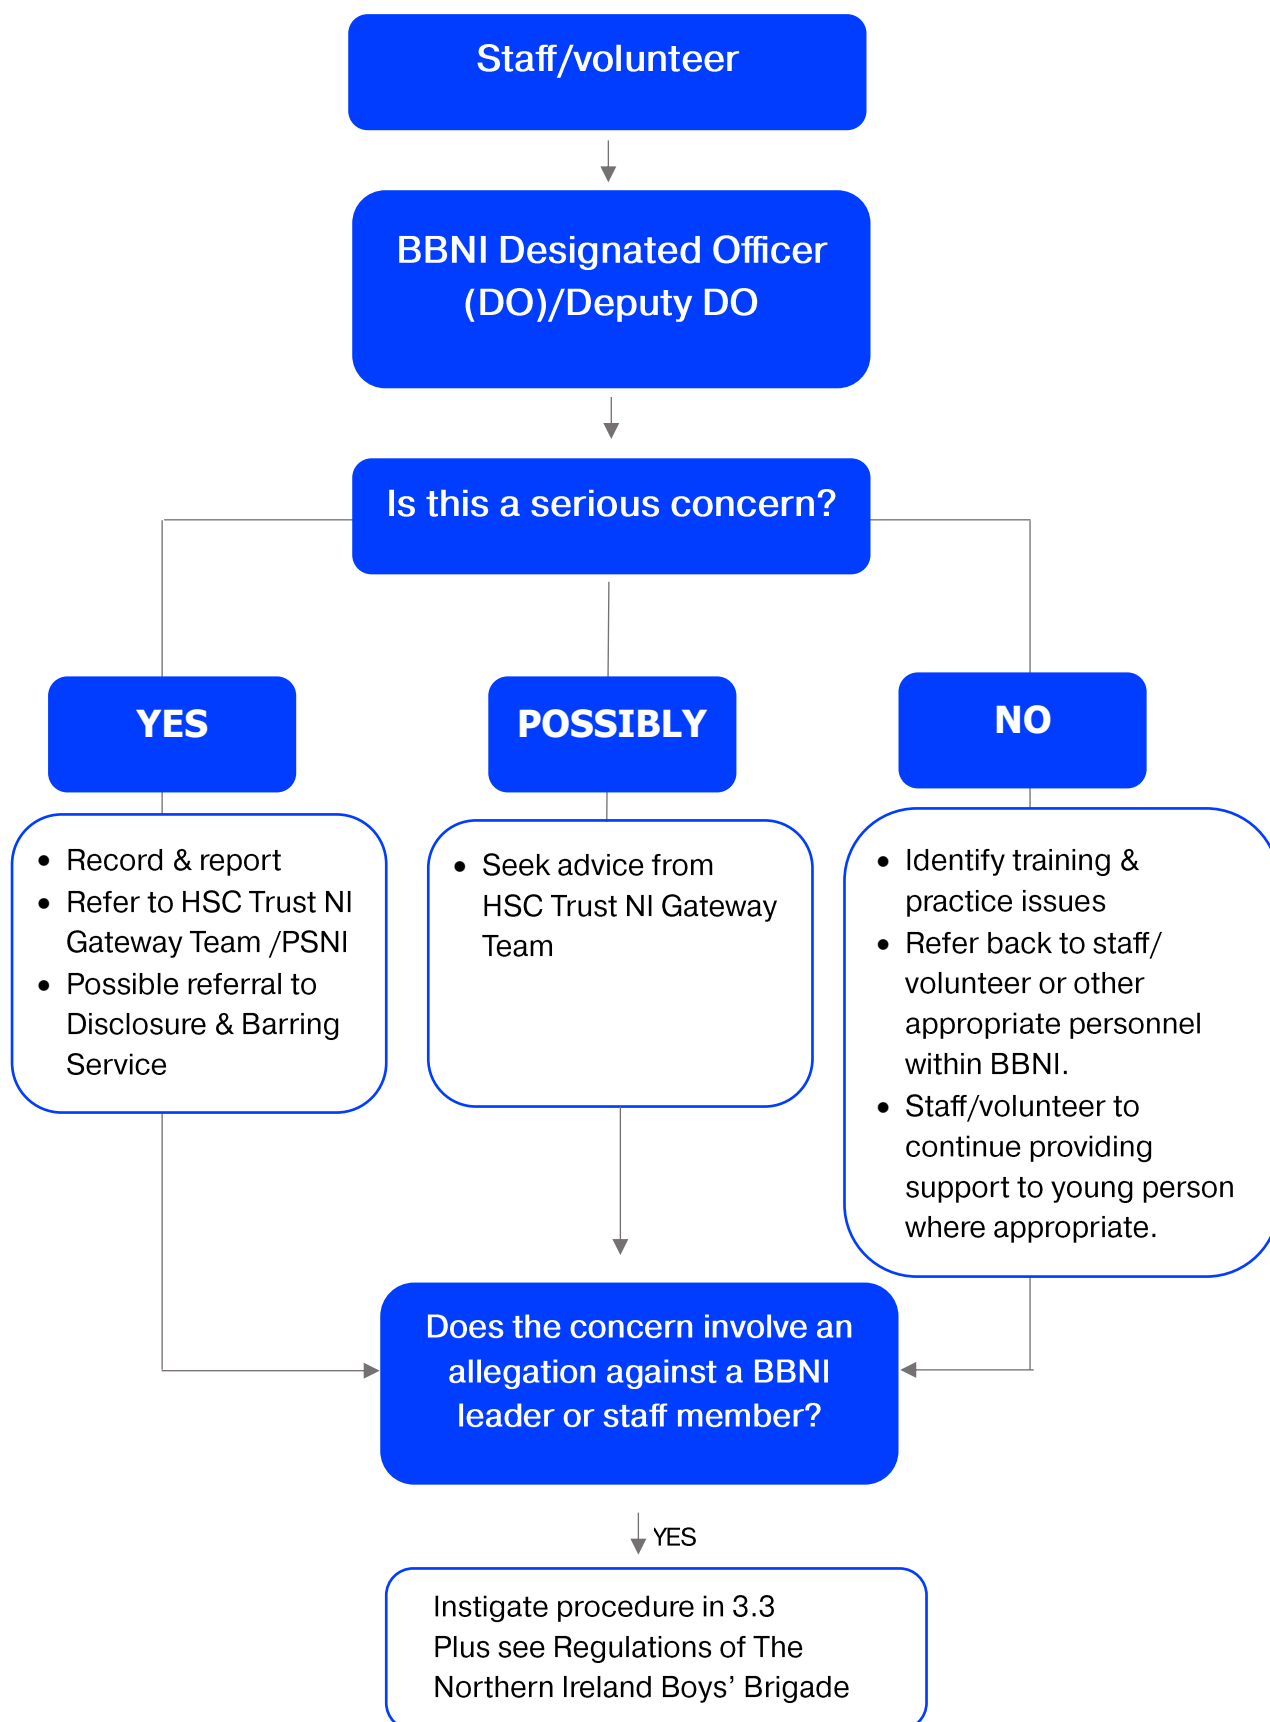 Staff/volunteer
BBNI Designated Officer
(DO)/Deputy DO
Is this a serious concern?
YES
• Record & report
• Refer to HSC Trust NI
Gateway Team /PSNI
• Possible referral to
Disclosure & Barring
Service
POSSIBLY
• Seek advice from
HSC Trust NI Gateway
Team
NO
• Identify training &
practice issues
• Refer back to staff/
volunteer or other
appropriate personnel
within BBNI.
• Staff/volunteer to
continue providing
support to young person
where appropriate.
Does the concern involve an
allegation against a BBNI
leader or staff member?
YES
Instigate procedure in 3.3
Plus see Regulations of The
Northern Ireland Boys’ Brigade